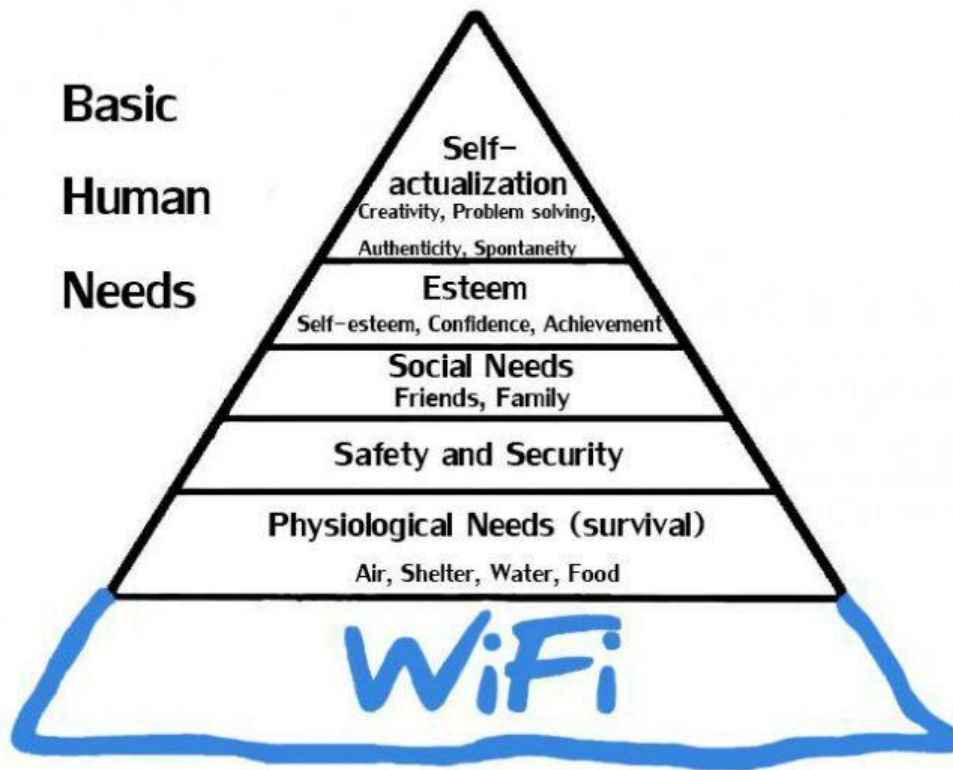 Basic
Human
Needs
Self-
actualization
Creativity, Problem solving,
Authenticity, Spontaneity
Esteem
Self-esteem, Confidence, Achievement
Social Needs
Friends, Family
Safety and Security
Physiological Needs (survival)
Air, Shelter, Water, Food
WiFi